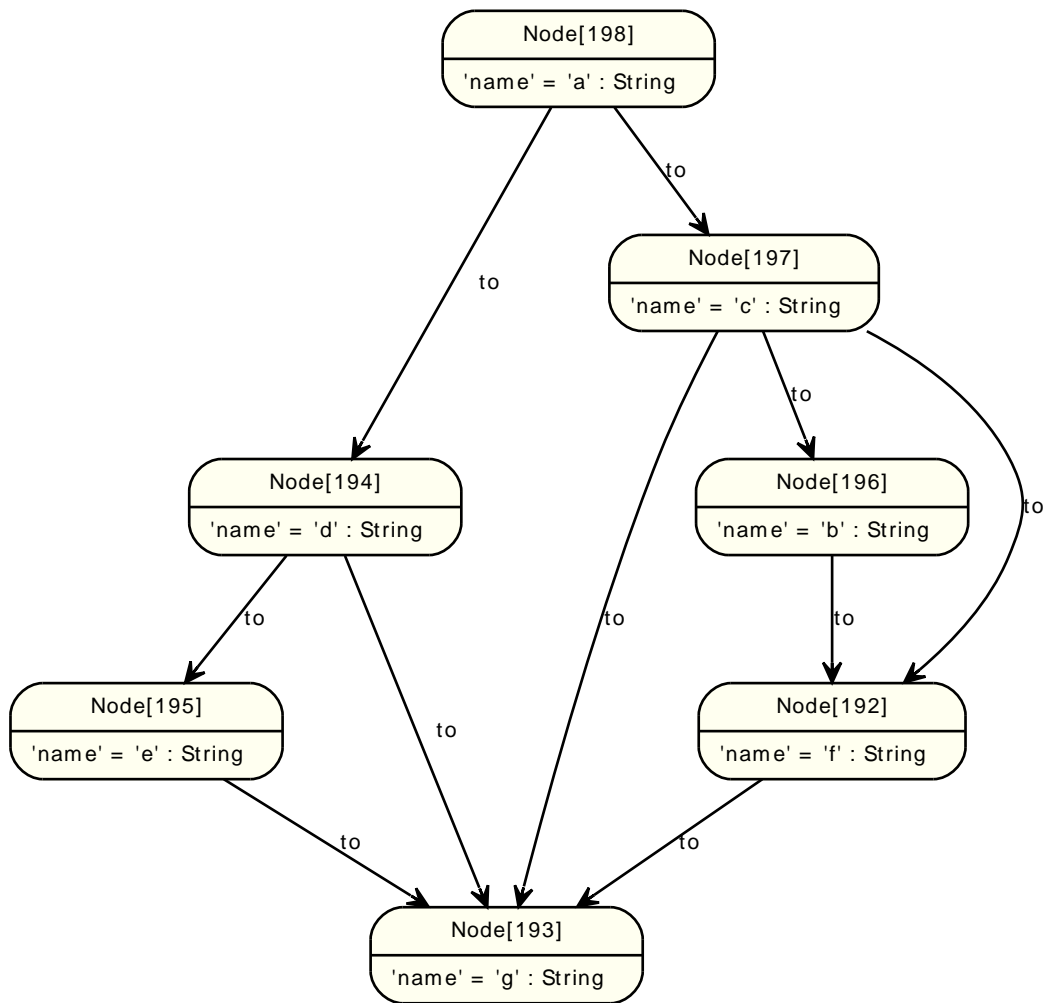 Node[198]
'name' = 'a' : String
to
Node[197]
to
'name' = 'c' : String
to
Node[194]
Node[196]
'name' = 'd' : String
'name' = 'b' : String
to
to
to
to
Node[195]
Node[192]
to
'name' = 'e' : String
'name' = 'f' : String
to
to
Node[193]
'name' = 'g' : String